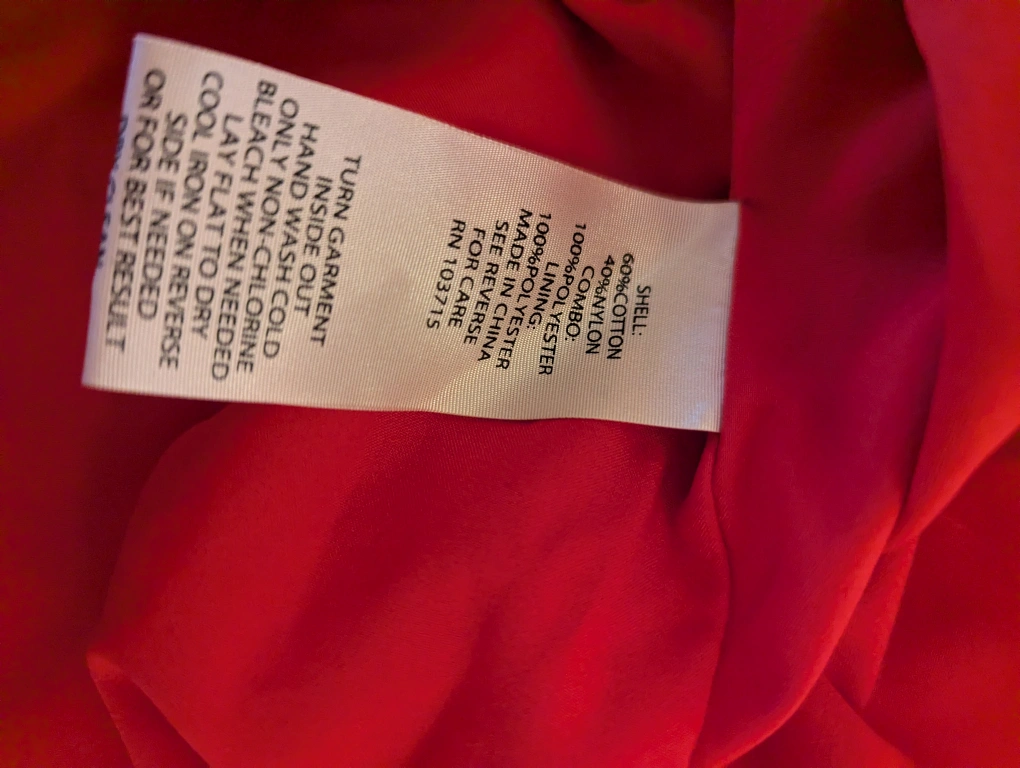 SHELL:
60%COTTON
40%NYLON
COMBO:
100%POLYESTER
LINING:
100%POLYESTER
MADE IN CHINA
SEE REVERSE
FOR CARE
RN 103715
TURN GARMENT
INSIDE OUT
HAND WASH COLD
ONLY NON-CHLORINE
BLEACH WHEN NEEDED
LAY FLAT TO DRY
COOL IRON ON REVERSE
SIDE IF NEEDED
OR FOR BEST RESULT
DRY CLEAN